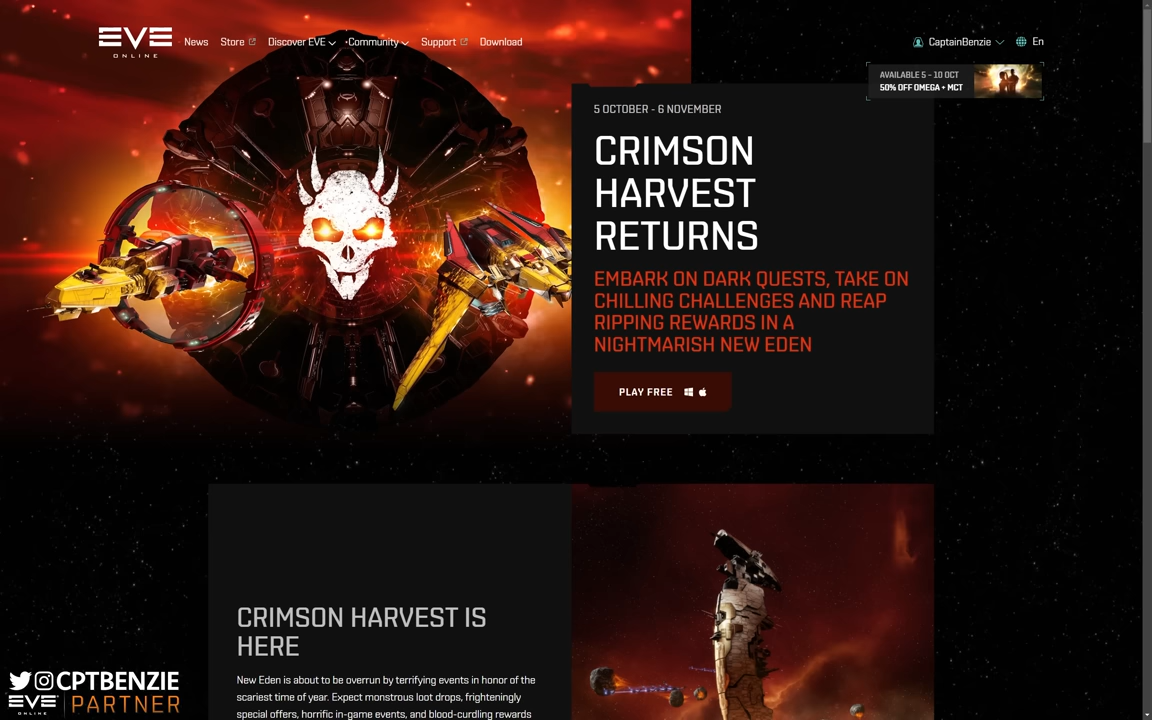 EVE
ONLINE
News Store Discover EVE Community Support Download
CaptainBenzie En
AVAILABLE 5 - 10 OCT
50% OFF OMEGA + MCT
5 OCTOBER - 6 NOVEMBER
CRIMSON
HARVEST
RETURNS
EMBARK ON DARK QUESTS, TAKE ON
CHILLING CHALLENGES AND REAP
RIPPING REWARDS IN A
NIGHTMARISH NEW EDEN
PLAY FREE
CRIMSON HARVEST IS
HERE
New Eden is about to be overrun by terrifying events in honor of the
scariest time of year. Expect monstrous loot drops, frighteningly
special offers, horrific in-game events, and blood-curdling rewards
CPTBENZIE
EVE
ONLINE
PARTNER